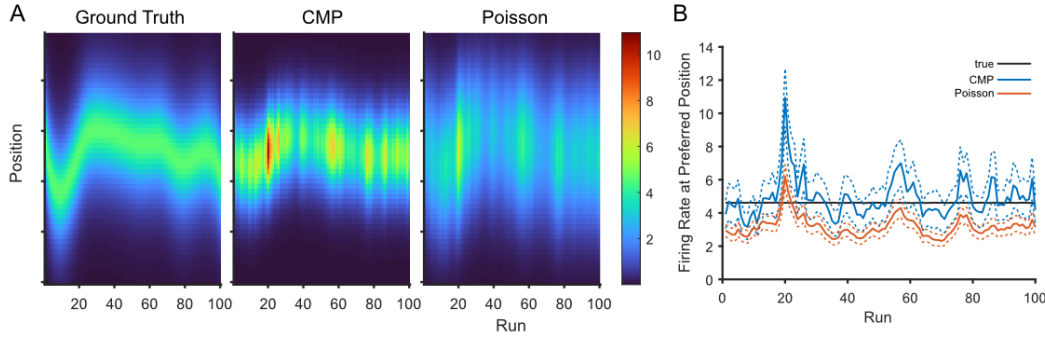 A
Ground Truth
CMP
Poisson
Position
20 40 60 80 100
20 40 60 80 100
20 40 60 80 100
Run
10
8
6
4
2
B
Firing Rate at Preferred Position
14
12
10
8
6
4
2
0
true
CMP
Poisson
0 20 40 60 80 100
Run